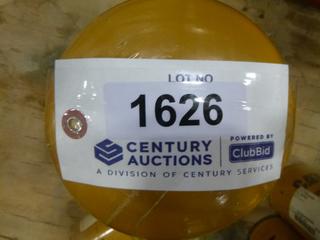 LOT NO
1626
CENTURY
AUCTIONS
POWERED BY
ClubBid
A DIVISION OF CENTURY SERVICES